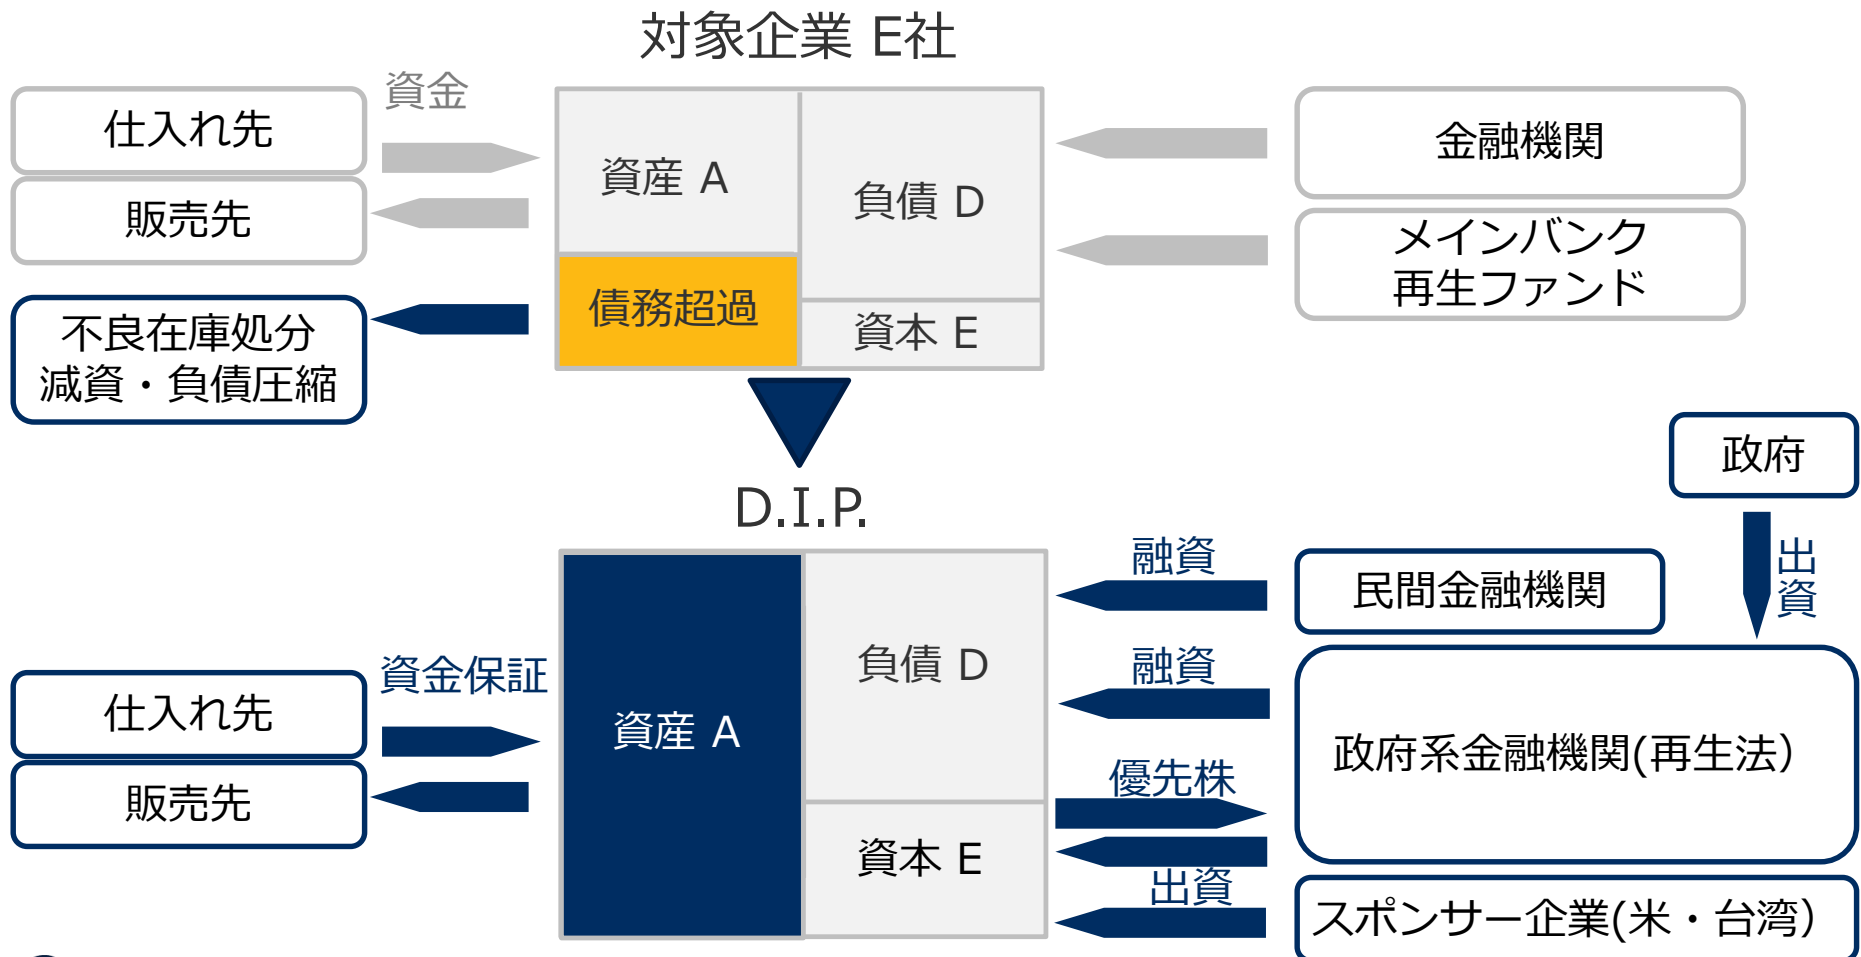 対象企業 E社
資金
仕入れ先
販売先
不良在庫処分
減資・負債圧縮
資産 A
債務超過
負債 D
資本 E
金融機関
メインバンク
再生ファンド
D.I.P.
政府
出資
資金保証
仕入れ先
販売先
資産 A
負債 D
資本 E
融資
融資
優先株
出資
民間金融機関
政府系金融機関(再生法）
スポンサー企業(米・台湾）